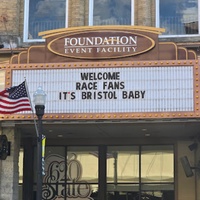 FOUNDATION
EVENT FACILITY
WELCOME
RACE FANS
IT'S BRISTOL BABY